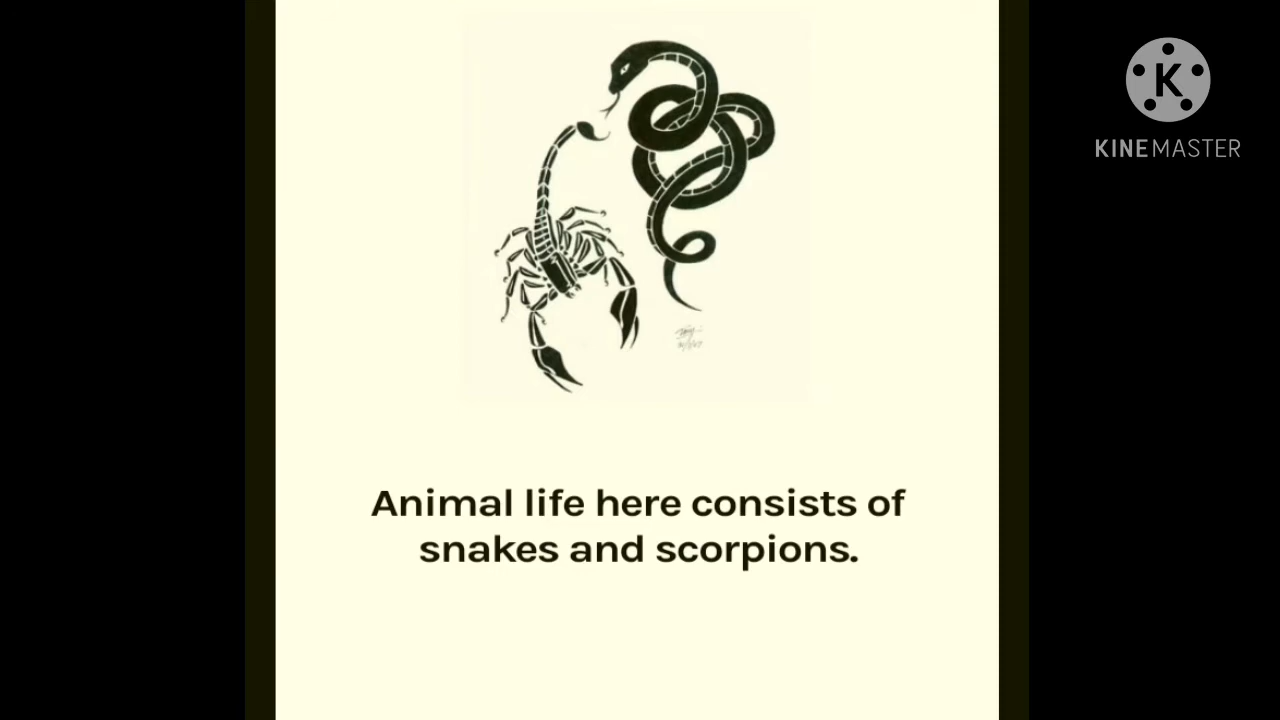 K
KINEMASTER
Animal life here consists of
snakes and scorpions.